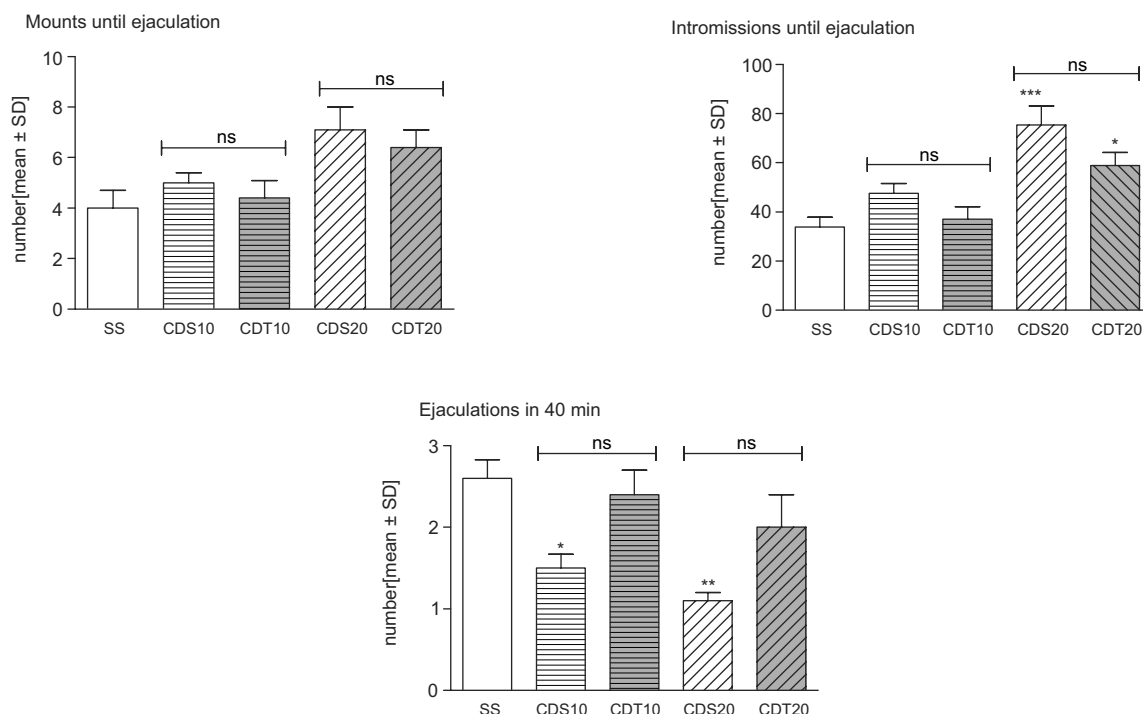 Mounts until ejaculation
number[mean ± SD]
10
8
6
4
2
0
ns
ns
SS CDS10 CDT10 CDS20 CDT20
Intromissions until ejaculation
number[mean ± SD]
100
80
60
40
20
0
ns
ns
***
*
SS CDS10 CDT10 CDS20 CDT20
Ejaculations in 40 min
number[mean ± SD]
3
2
1
0
ns ns
*
**
SS CDS10 CDT10 CDS20 CDT20